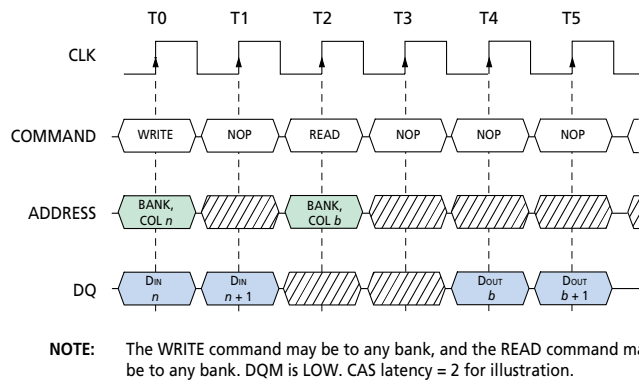 T0 T1 T2 T3 T4 T5
CLK
COMMAND WRITE NOP READ NOP NOP NOP
BANK, BANK,
ADDRESS COL n COL b
DIN DIN DOUT DOUT
DQ n n + 1 b b + 1
NOTE: The WRITE command may be to any bank, and the READ command ma
be to any bank. DQM is LOW. CAS latency = 2 for illustration.